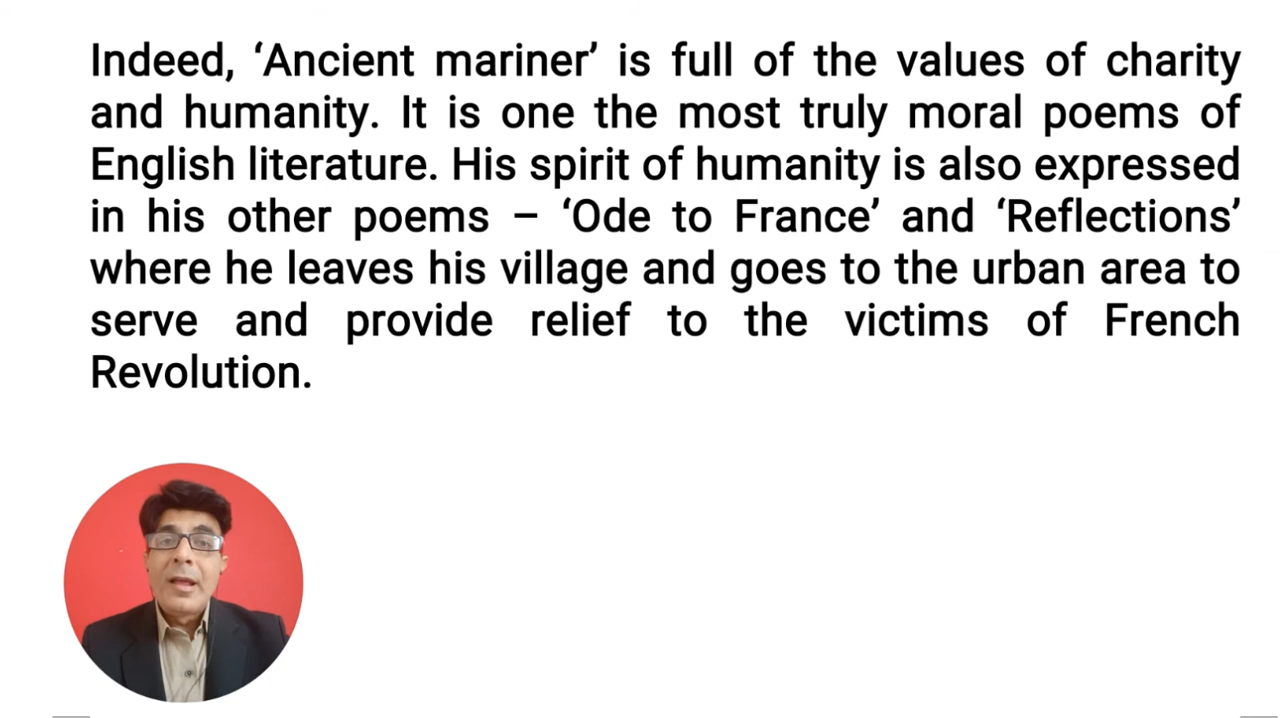 Indeed, ‘Ancient mariner’ is full of the values of charity
and humanity. It is one the most truly moral poems of
English literature. His spirit of humanity is also expressed
in his other poems – ‘Ode to France’ and ‘Reflections’
where he leaves his village and goes to the urban area to
serve and provide relief to the victims of French
Revolution.